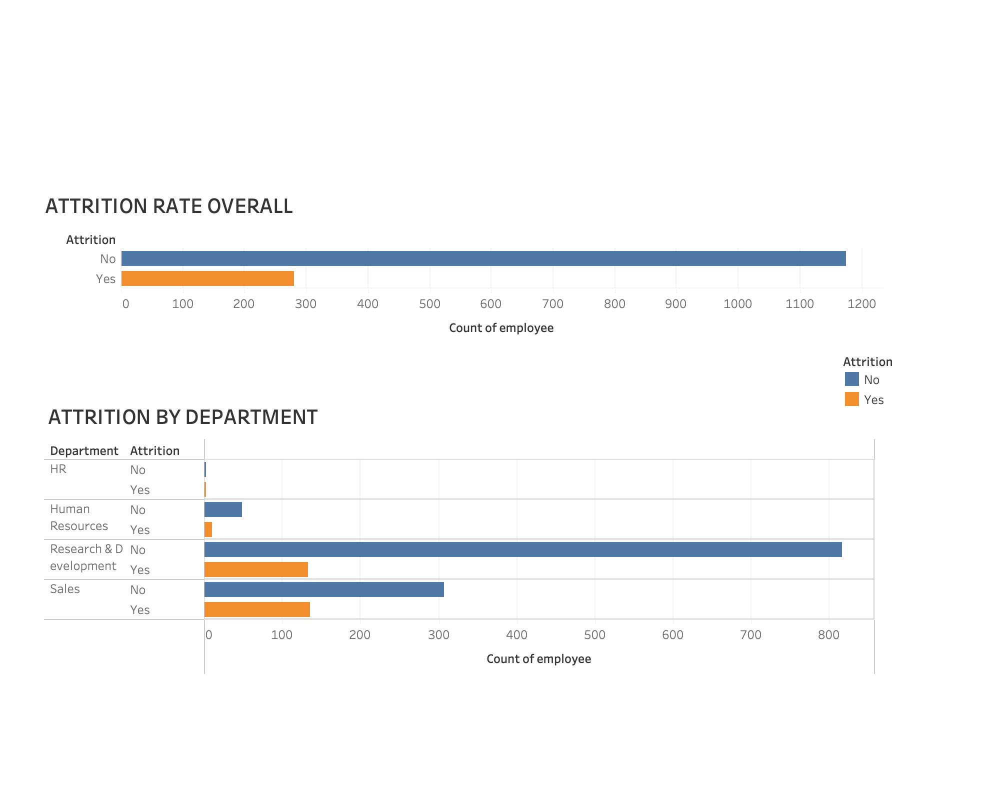 ATTRITION RATE OVERALL
Attrition
No
Yes
0 100 200 300 400 500 600 700 800 900 1000 1100 1200
Count of employee
Attrition
No
Yes
ATTRITION BY DEPARTMENT
Department Attrition
HR No
Yes
Human No
Resources Yes
Research & D No
evelopment Yes
Sales No
Yes
0 100 200 300 400 500 600 700 800
Count of employee